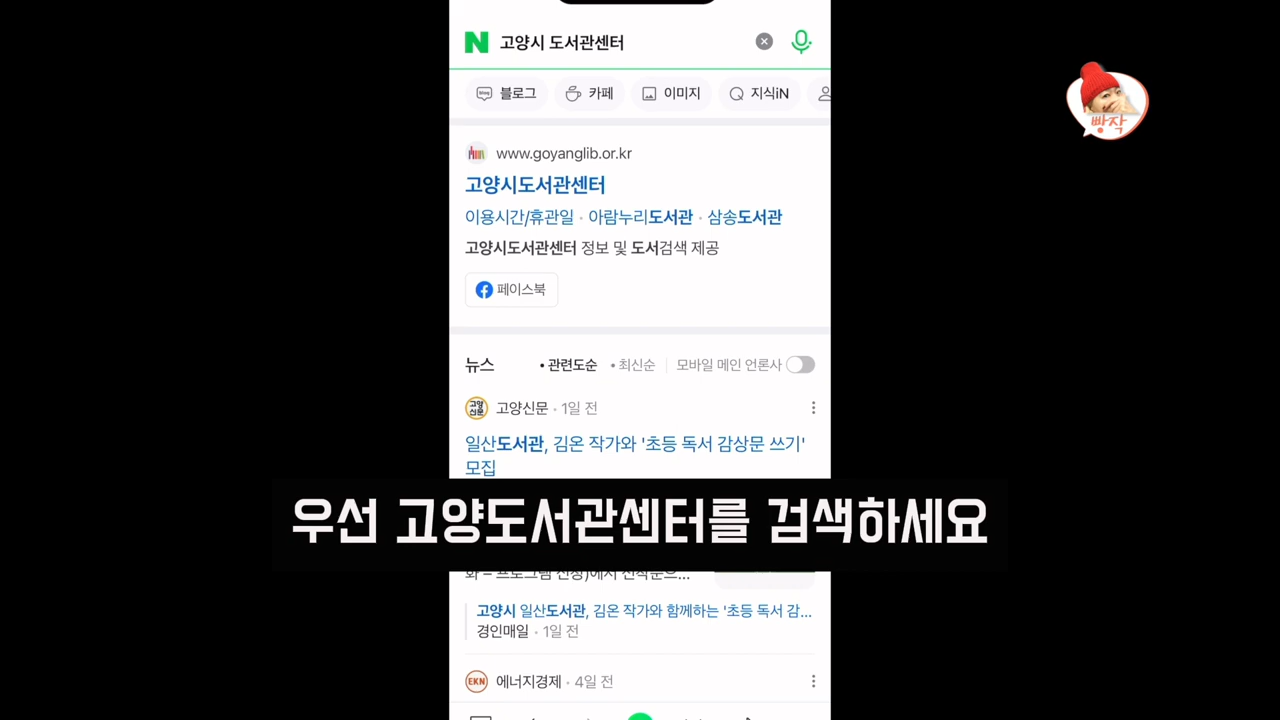 N 고양시 도서관센터
블로그 카페 이미지 지식iN
빵작
www.goyanglib.or.kr
고양시도서관센터
이용시간/휴관일 · 아람누리도서관 · 삼송도서관
고양시도서관센터 정보 및 도서검색 제공
페이스북
뉴스 • 관련도순 • 최신순 모바일 메인 언론사
고양신문 고양신문 · 1일 전
일산도서관, 김온 작가와 '초등 독서 감상문 쓰기'
모집
우선 고양도서관센터를 검색하세요
고양시 일산도서관, 김온 작가와 함께하는 '초등 독서 감...
경인매일 · 1일 전
EKN 에너지경제 · 4일 전